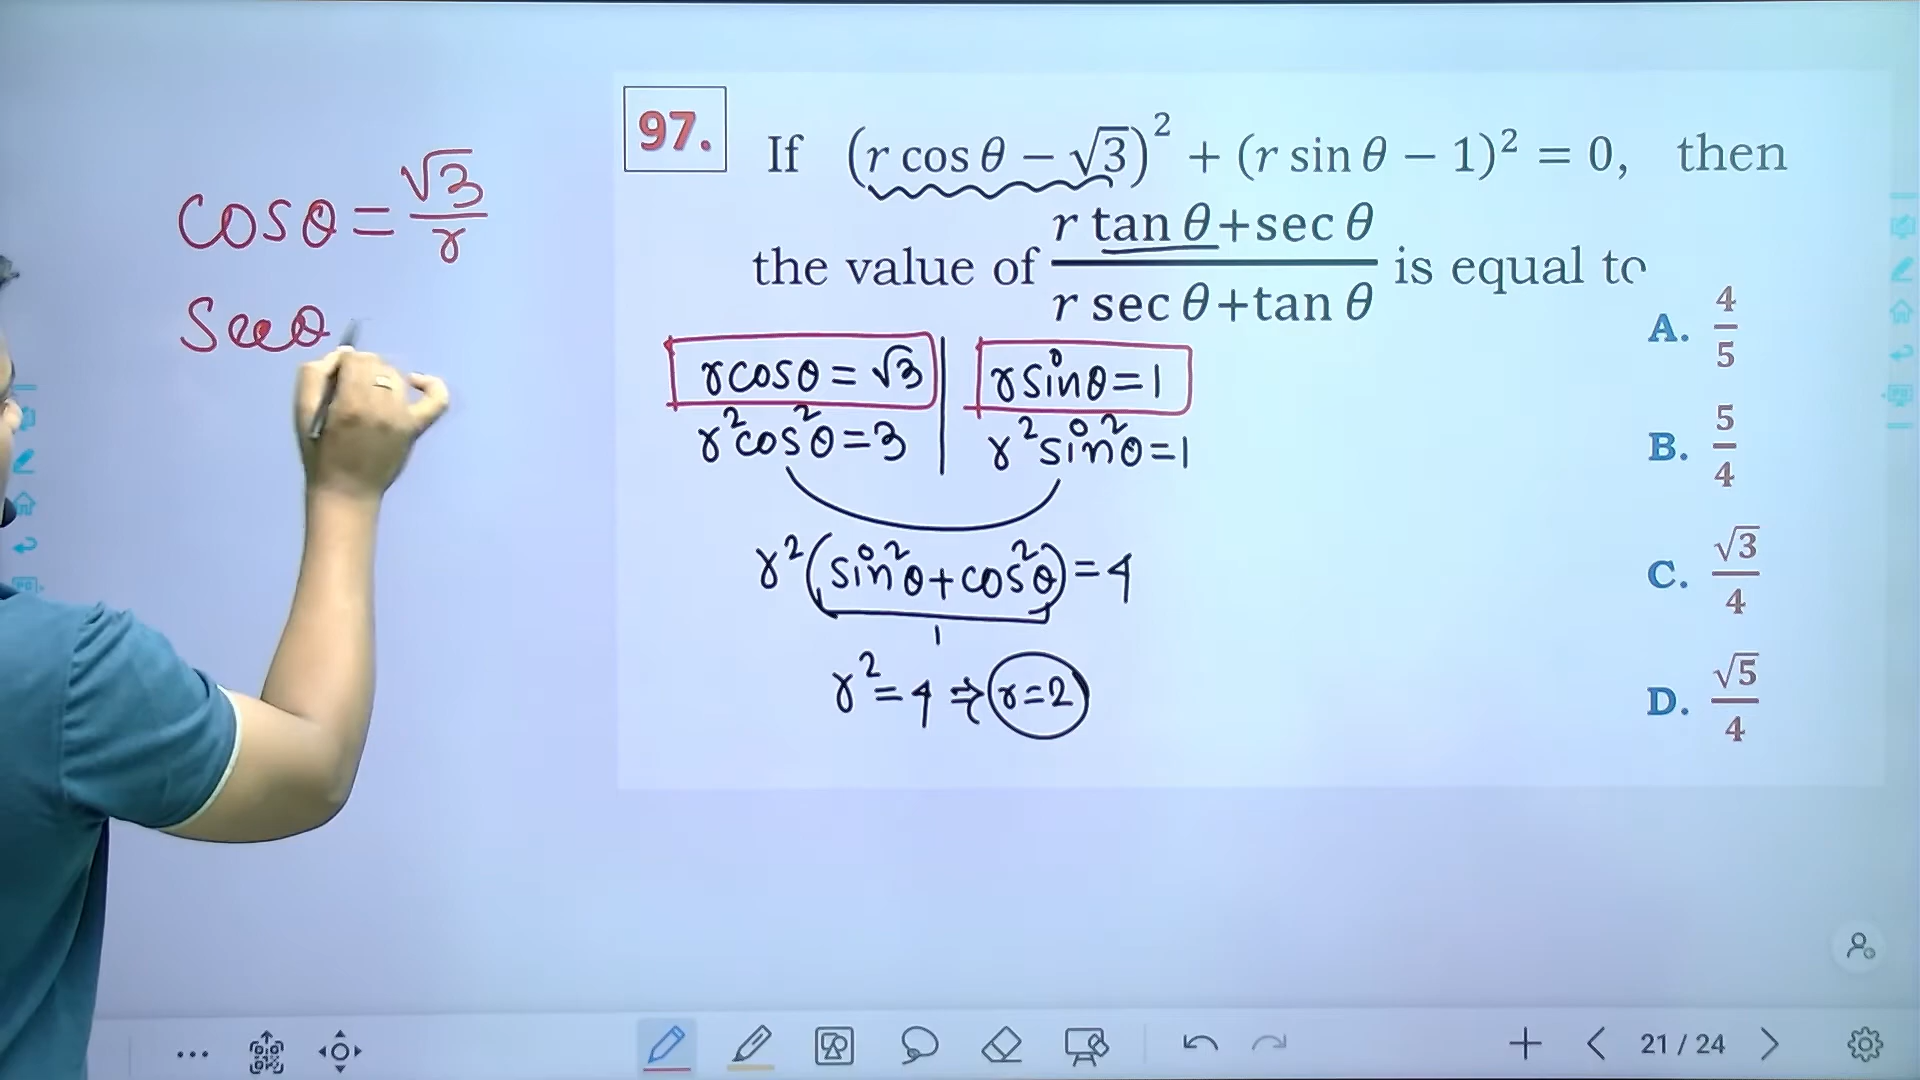 97. If (r cos θ − √3)² + (r sin θ − 1)² = 0, then
the value of (r tan θ+sec θ)/(r sec θ+tan θ) is equal to
A. 4/5
B. 5/4
C. √3/4
D. √5/4
cosθ = √3/r
secθ
rcosθ = √3 | rsinθ = 1
r²cos²θ = 3 | r²sin²θ = 1
r²(sin²θ + cos²θ) = 4
1
r² = 4 ⇒ r = 2
21 / 24